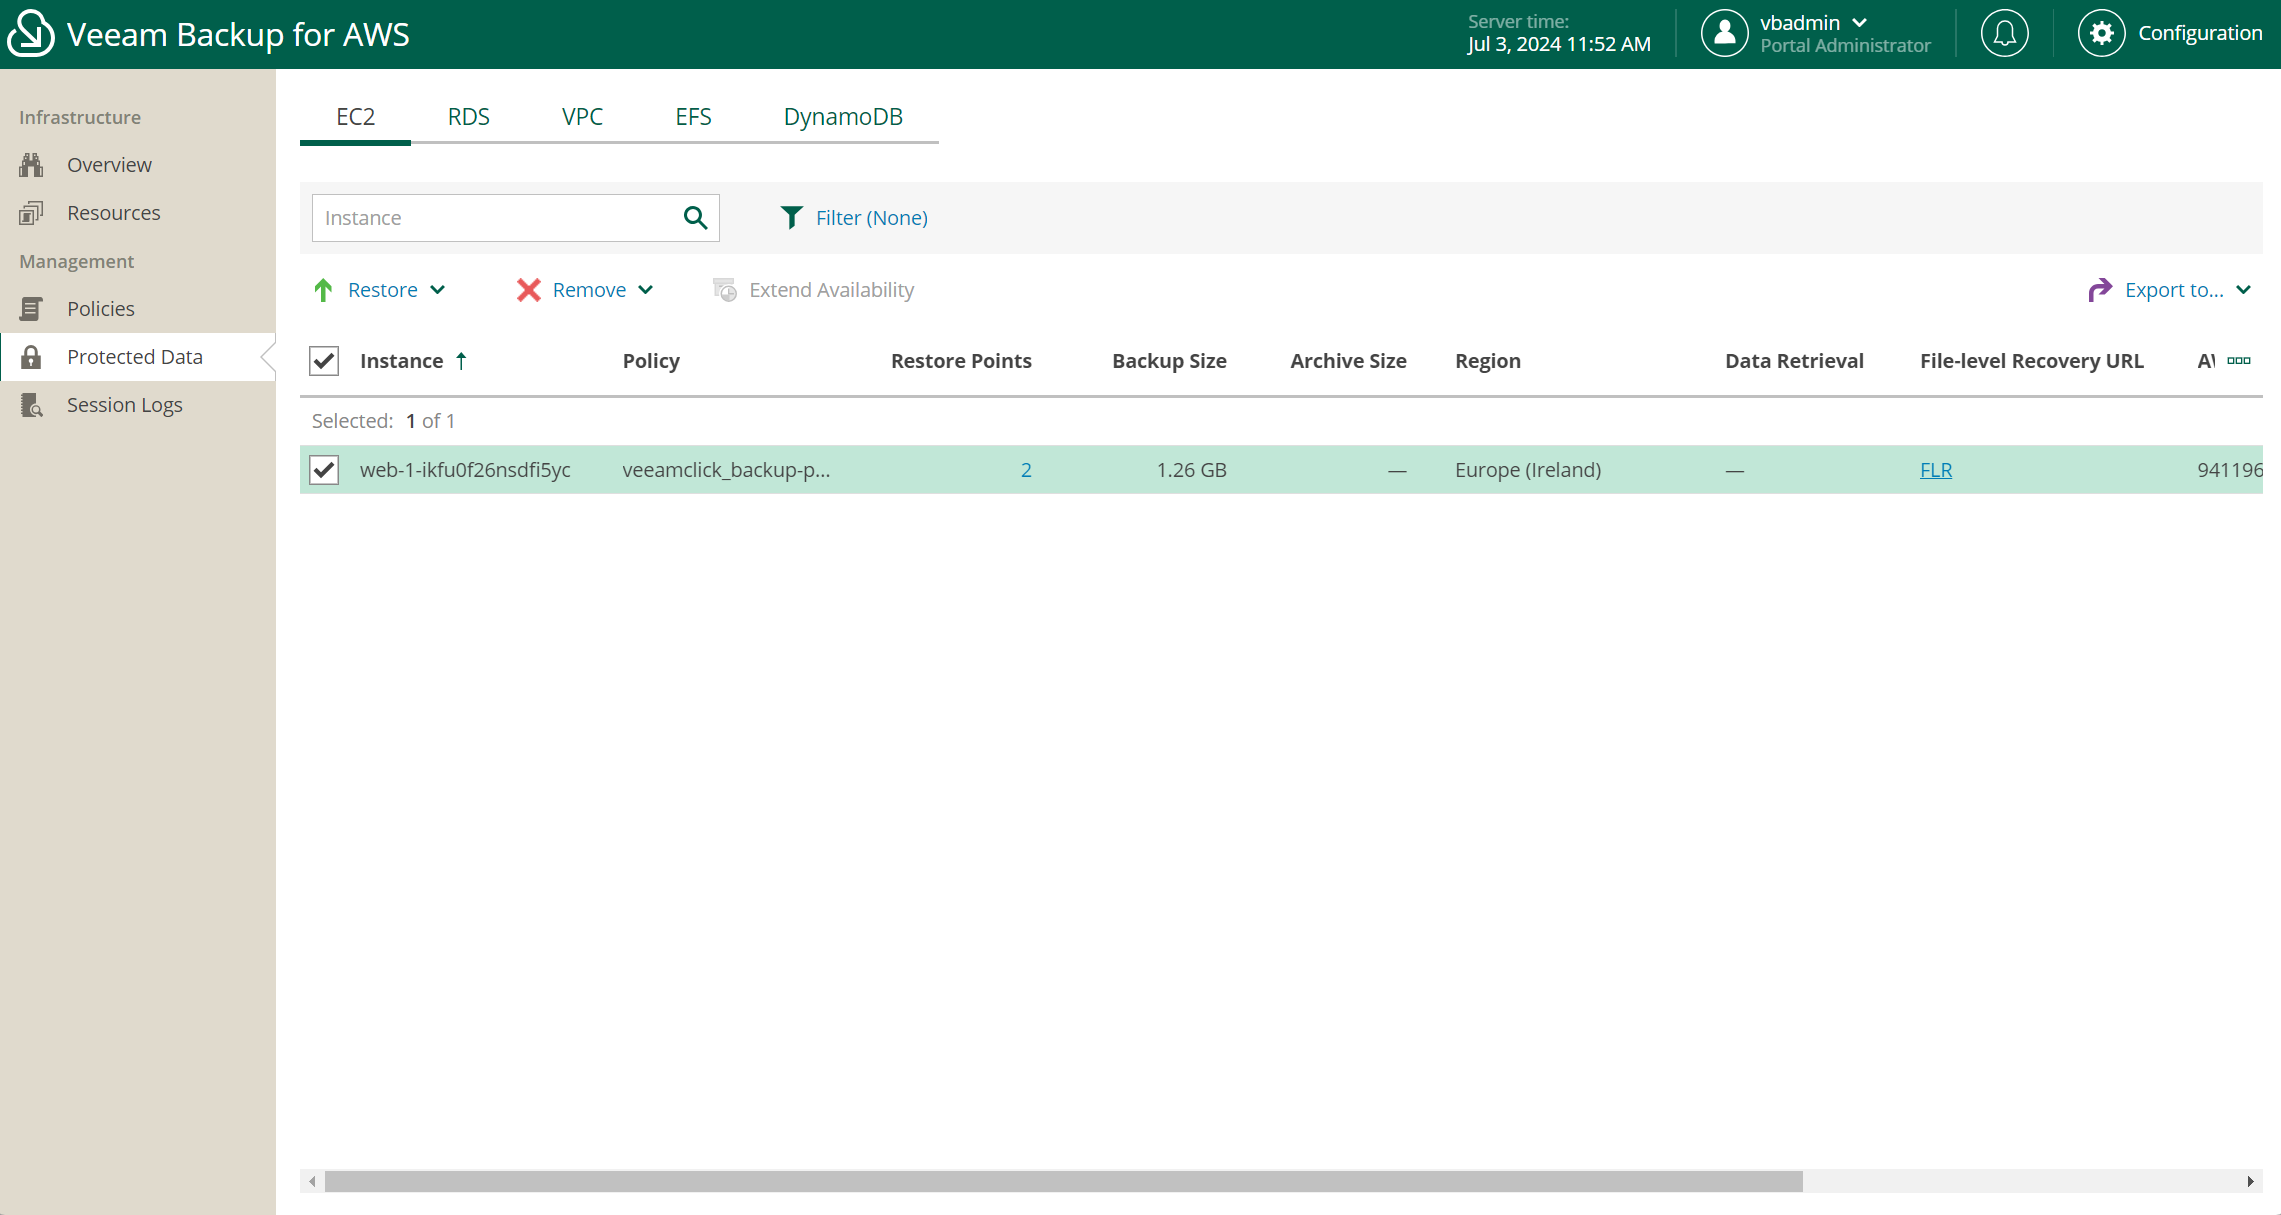 Veeam Backup for AWS
Server time:
Jul 3, 2024 11:52 AM
vbadmin
Portal Administrator
Configuration
Infrastructure
Overview
Resources
Management
Policies
Protected Data
Session Logs
EC2 RDS VPC EFS DynamoDB
Instance
Filter (None)
Restore Remove Extend Availability Export to...
Instance Policy Restore Points Backup Size Archive Size Region Data Retrieval File-level Recovery URL
Selected: 1 of 1
web-1-ikfu0f26nsdfi5yc veeamclick_backup-p... 2 1.26 GB — Europe (Ireland) — FLR 941196